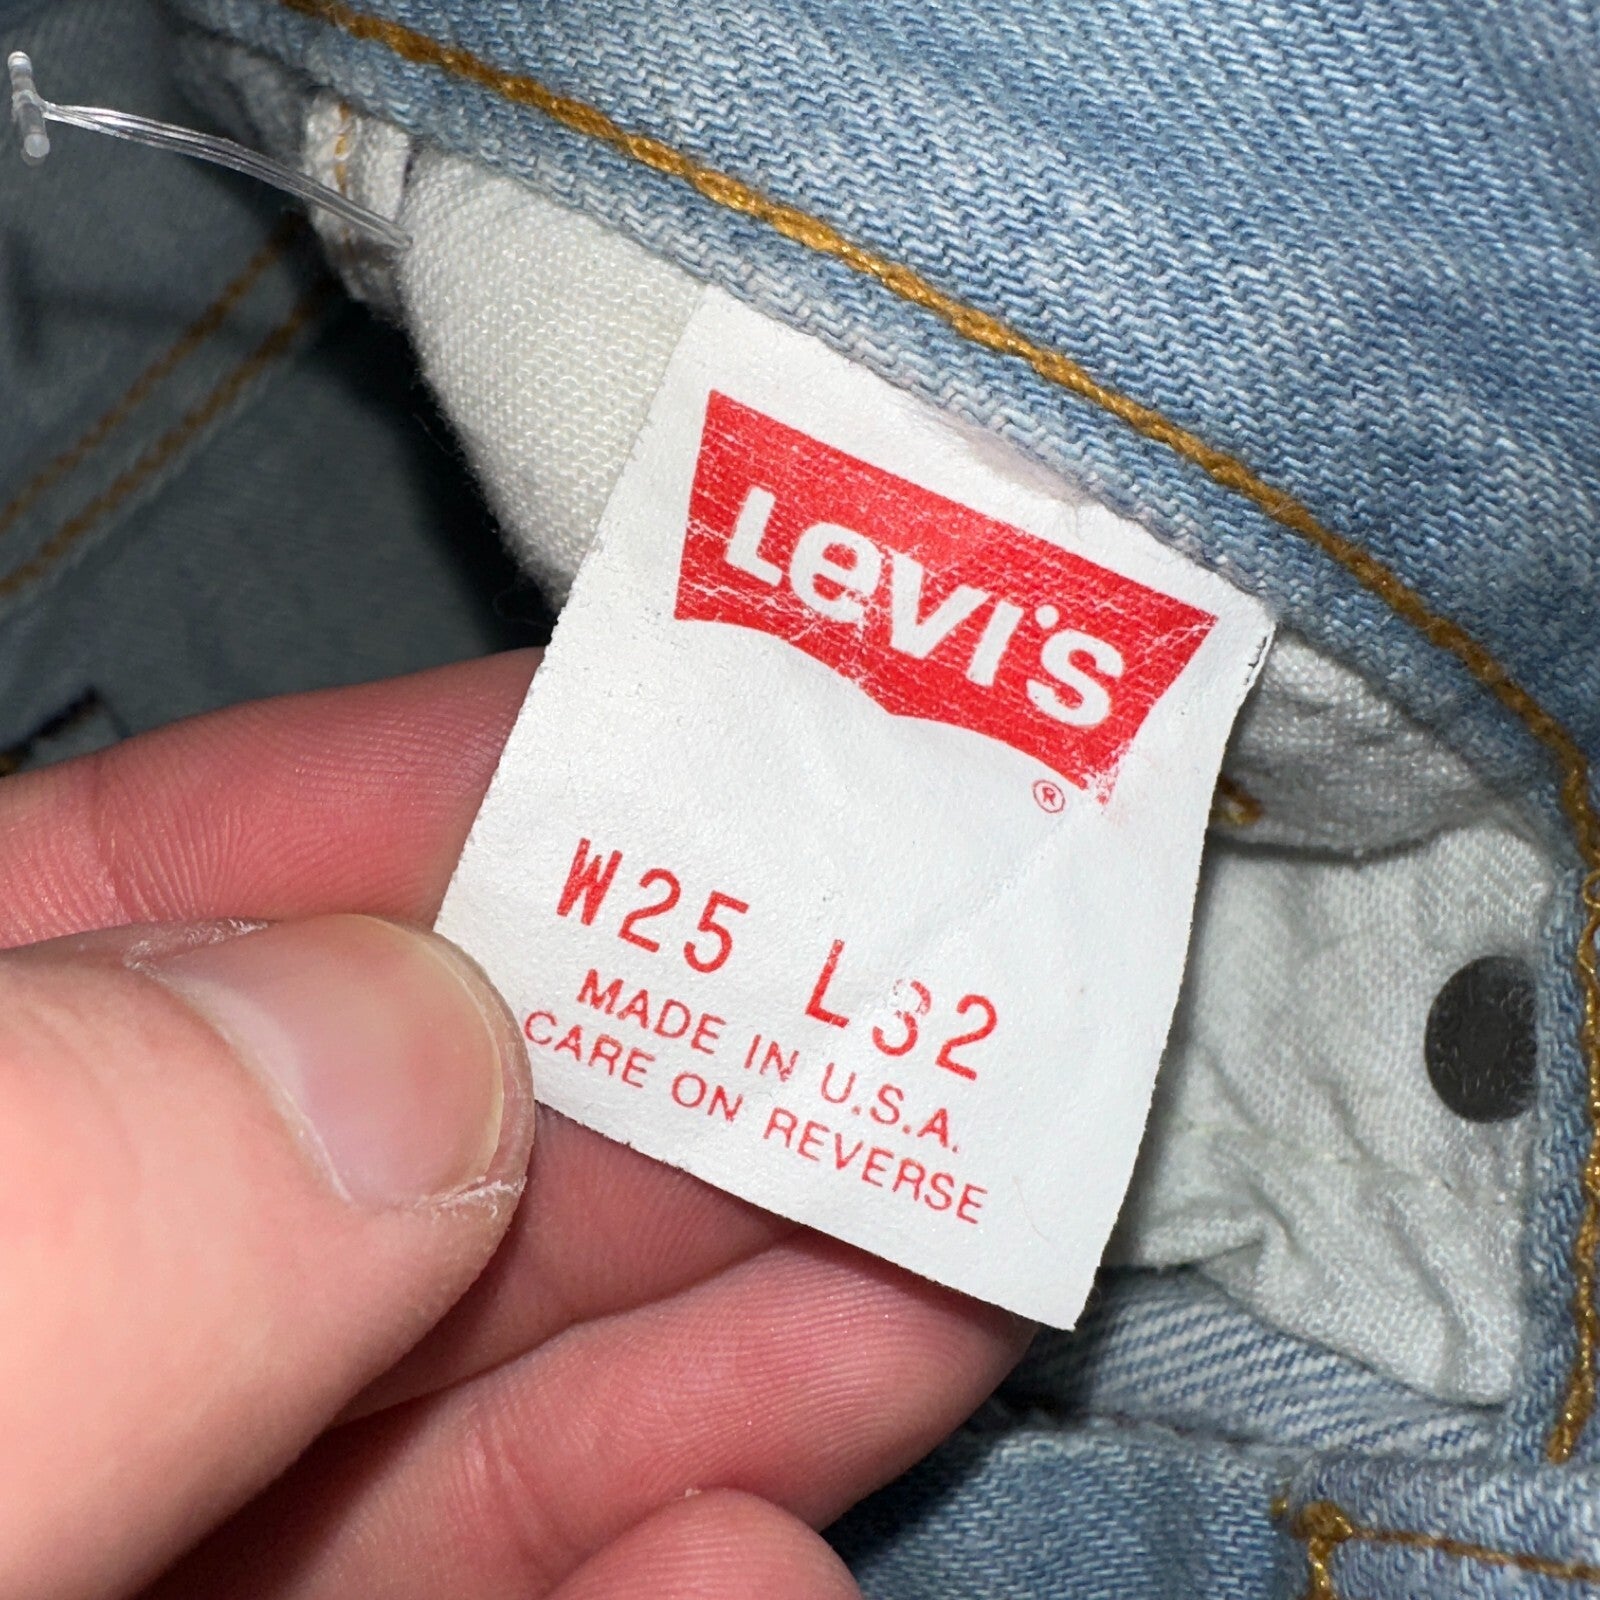 Levi's
®
W25 L32
MADE IN U.S.A.
CARE ON REVERSE